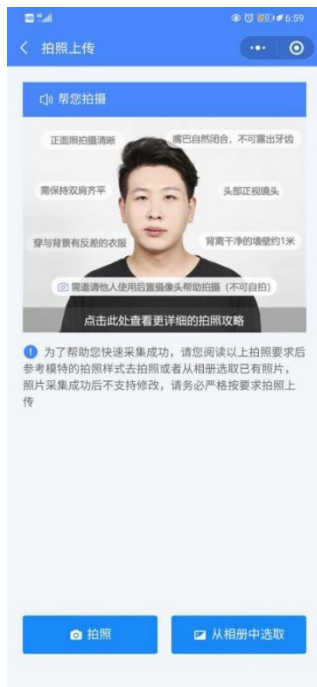 6:59
拍照上传
帮您拍摄
正面照拍摄清晰
嘴巴自然闭合，不可露出牙齿
需保持双肩齐平
头部正视镜头
穿与背景有反差的衣服
背离干净的墙壁约1米
需邀请他人使用后置摄像头帮助拍摄（不可自拍）
点击此处查看更详细的拍照攻略
为了帮助您快速采集成功，请您阅读以上拍照要求后
参考模特的拍照样式去拍照或者从相册选取已有照片，
照片采集成功后不支持修改，请务必严格按要求拍照上
传
拍照
从相册中选取